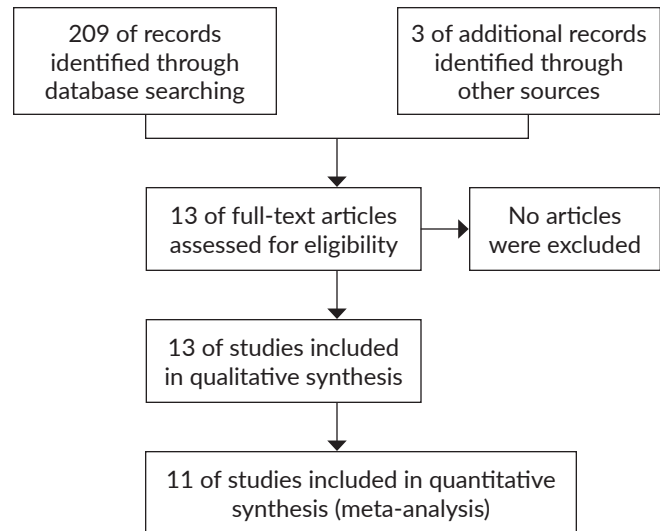 209 of records
identified through
database searching
3 of additional records
identified through
other sources
13 of full-text articles
assessed for eligibility
No articles
were excluded
13 of studies included
in qualitative synthesis
11 of studies included in quantitative
synthesis (meta-analysis)